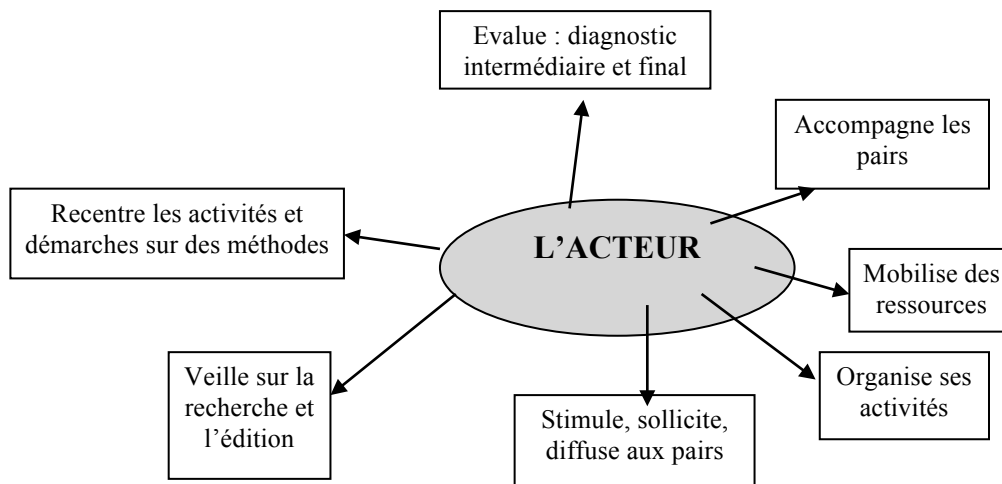 Evalue : diagnostic
intermédiaire et final
Accompagne les
pairs
Recentre les activités et
démarches sur des méthodes
L’ACTEUR
Mobilise des
ressources
Veille sur la
recherche et
l’édition
Organise ses
activités
Stimule, sollicite,
diffuse aux pairs